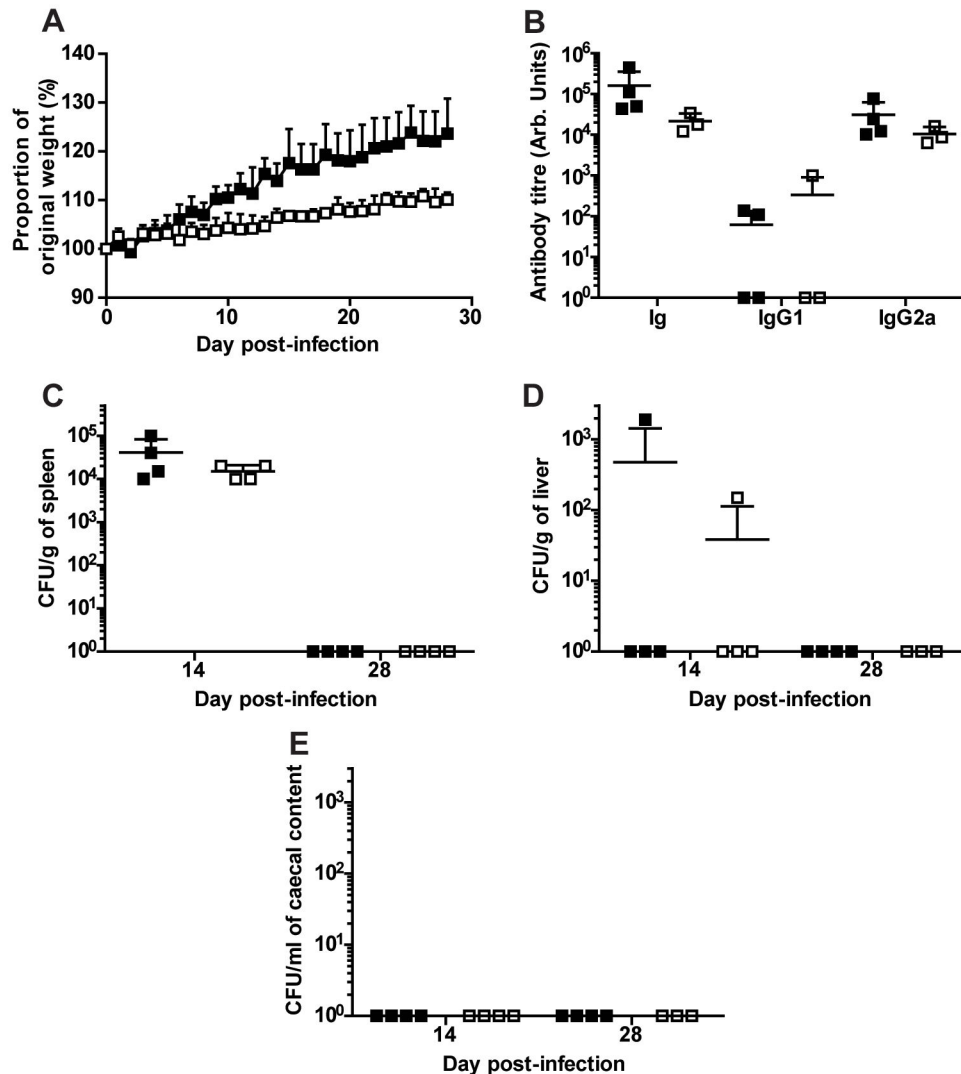 A
Proportion of
original weight (%)
140
130
120
110
100
90
0
10
20
30
Day post-infection
B
Antibody titre (Arb. Units)
10⁶
10⁵
10⁴
10³
10²
10¹
10⁰
Ig
IgG1
IgG2a
C
CFU/g of spleen
10⁵
10⁴
10³
10²
10¹
10⁰
14
28
Day post-infection
D
CFU/g of liver
10³
10²
10¹
10⁰
14
28
Day post-infection
E
CFU/ml of caecal content
10³
10²
10¹
10⁰
14
28
Day post-infection